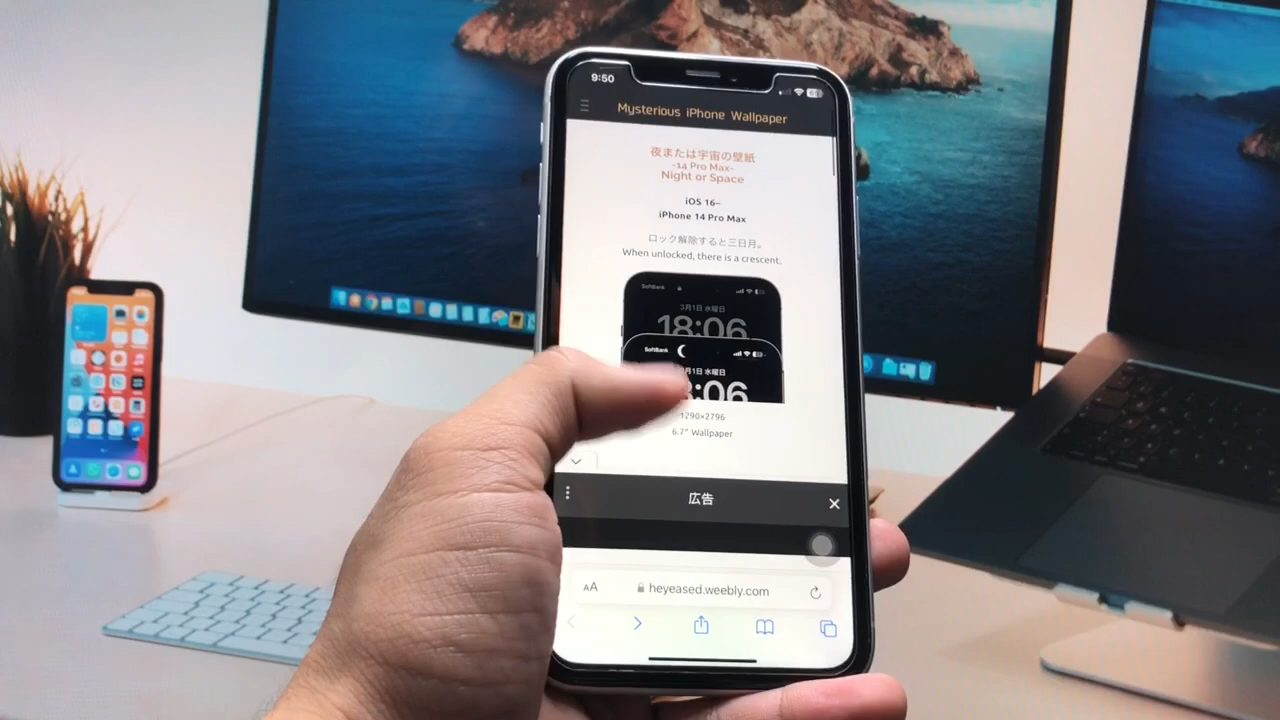 9:50
Mysterious iPhone Wallpaper
夜または宇宙の壁紙
-14 Pro Max-
Night or Space
iOS 16–
iPhone 14 Pro Max
ロック解除すると三日月。
When unlocked, there is a crescent.
SoftBank
3月1日 水曜日
18:06
SoftBank
月1日 水曜日
:06
1290×2796
6.7" Wallpaper
広告
AA
heyeased.weebly.com